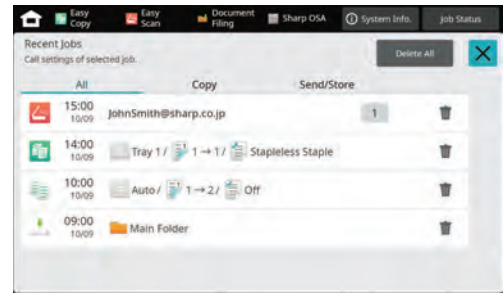 Easy Copy
Easy Scan
Document Filing
Sharp OSA
System Info.
Job Status
Recent Jobs
Call settings of selected job.
Delete All
All
Copy
Send/Store
15:00
10/09
JohnSmith@sharp.co.jp
1
14:00
10/09
Tray 1 / 1 → 1 / Stapleless Staple
10:00
10/09
Auto / 1 → 2 / Off
09:00
10/09
Main Folder